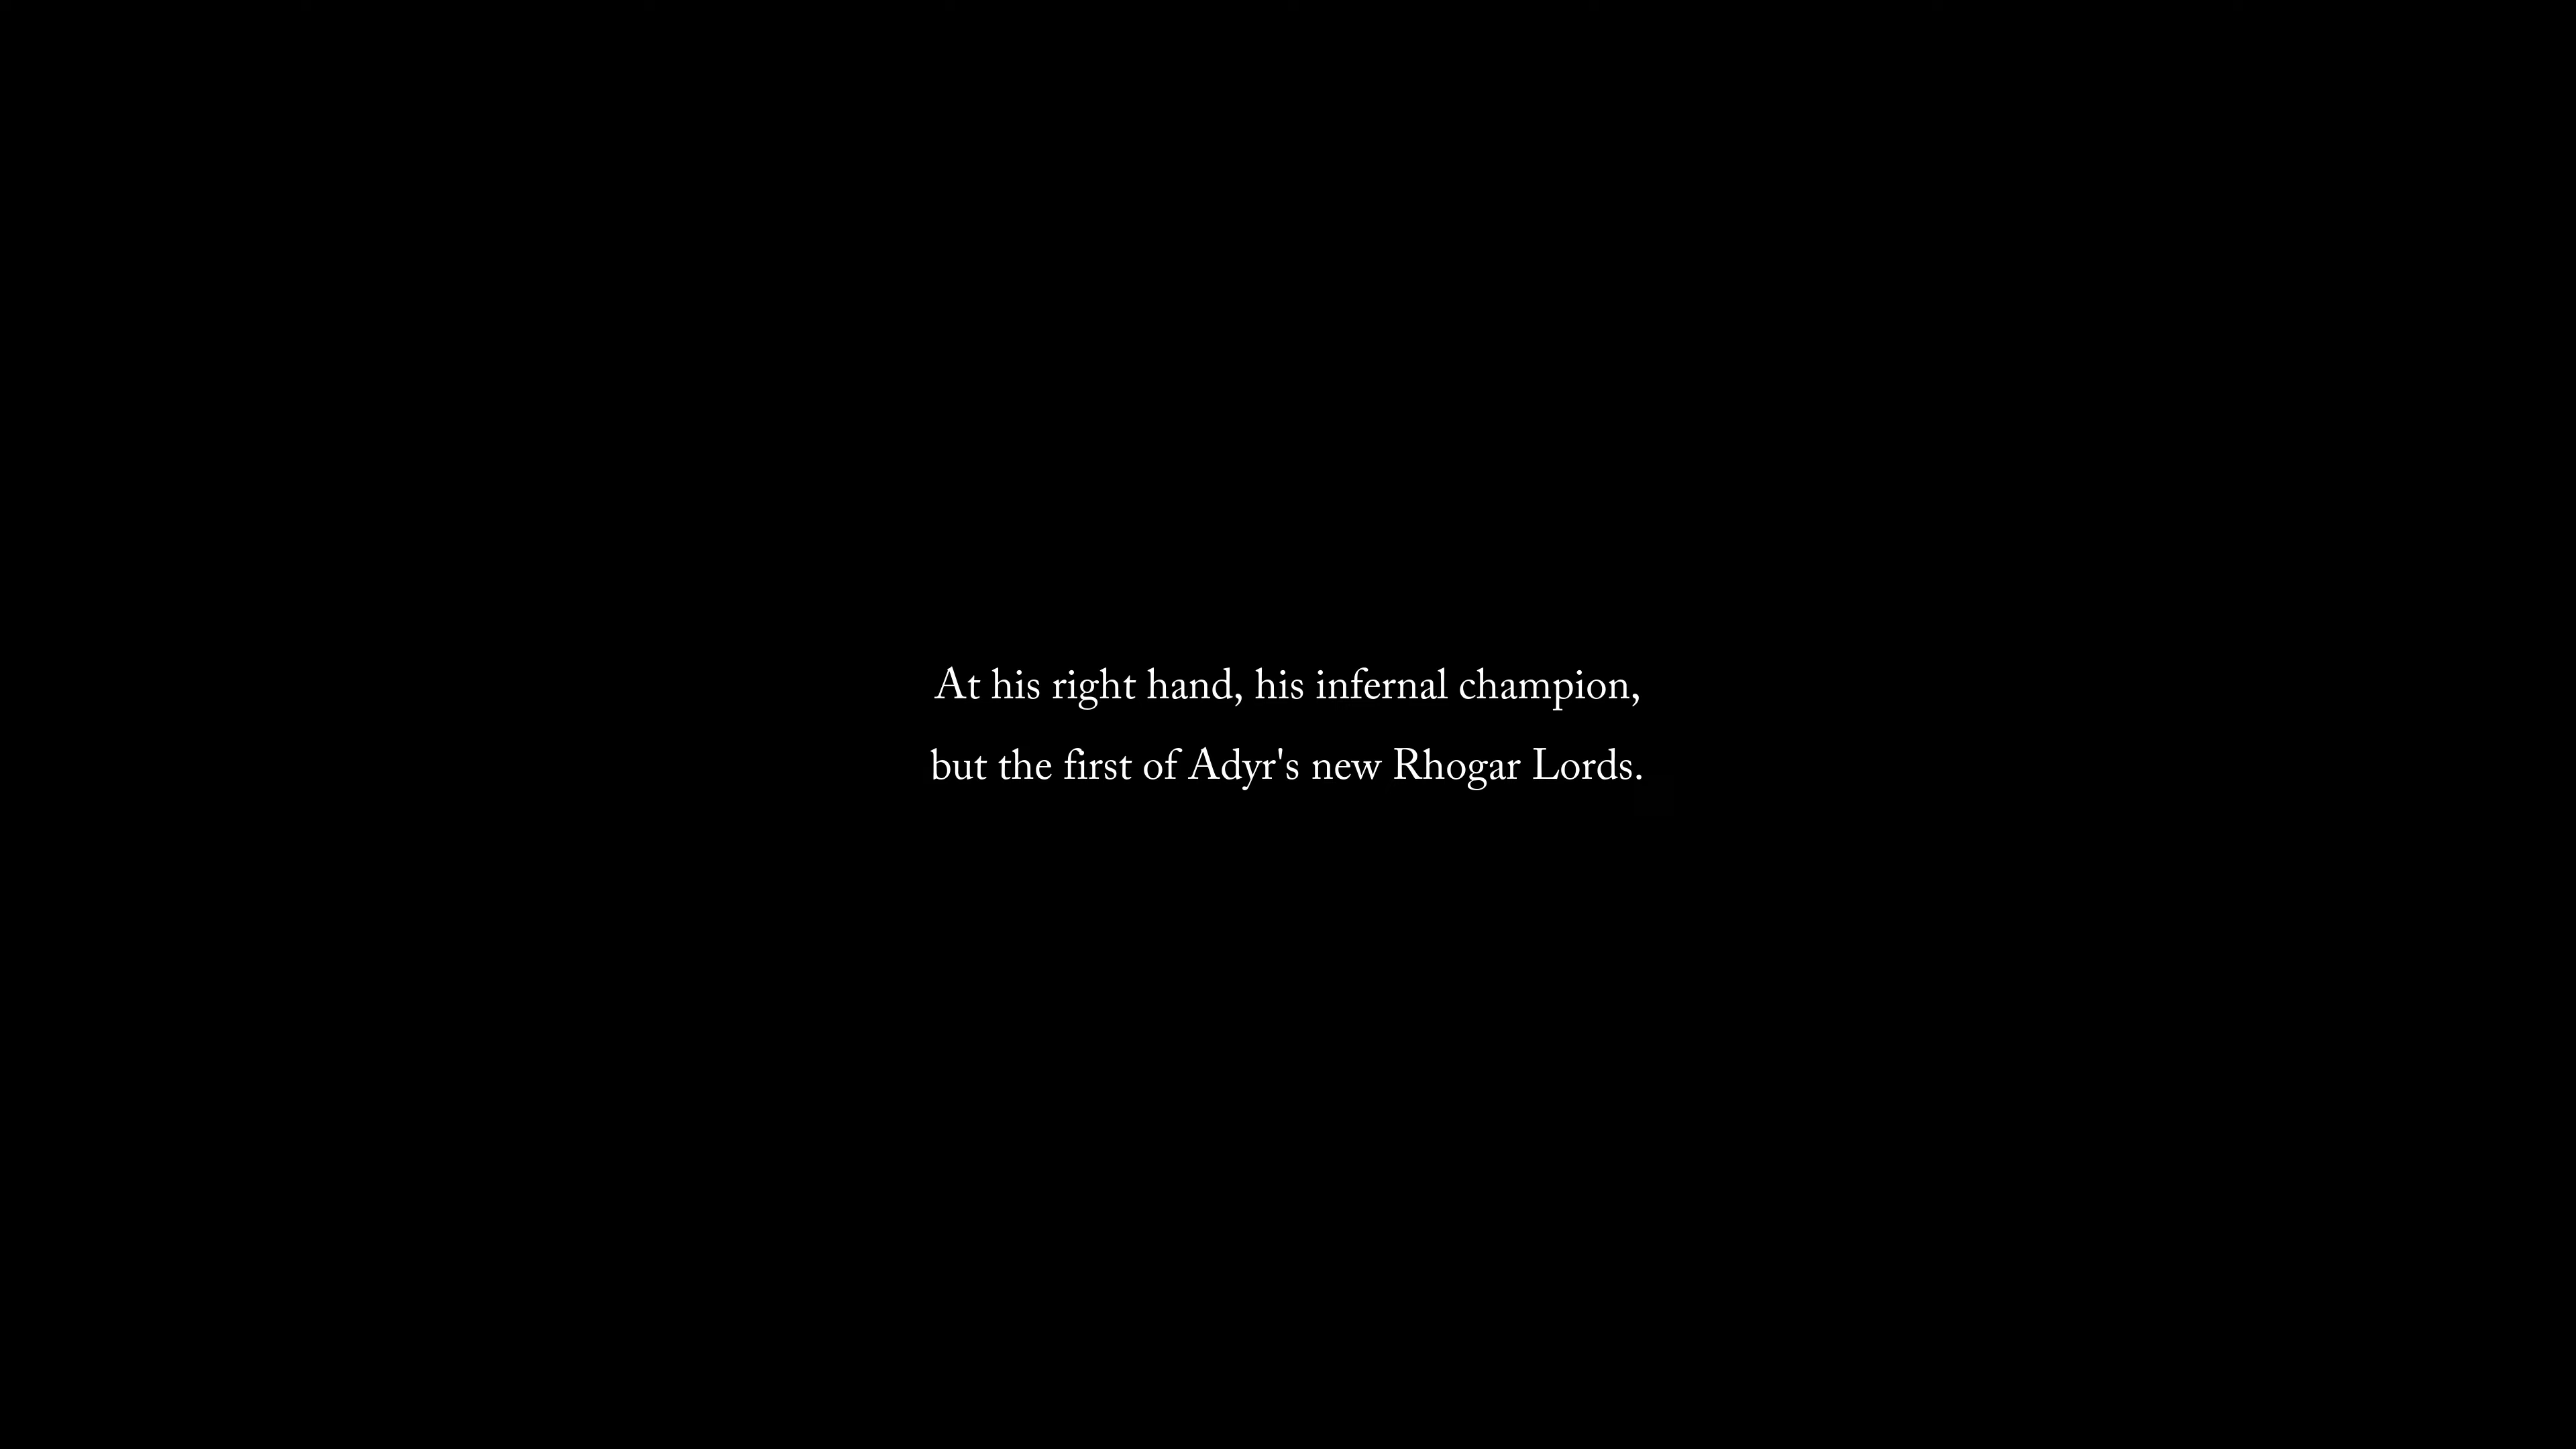 At his right hand, his infernal champion,
but the first of Adyr's new Rhogar Lords.